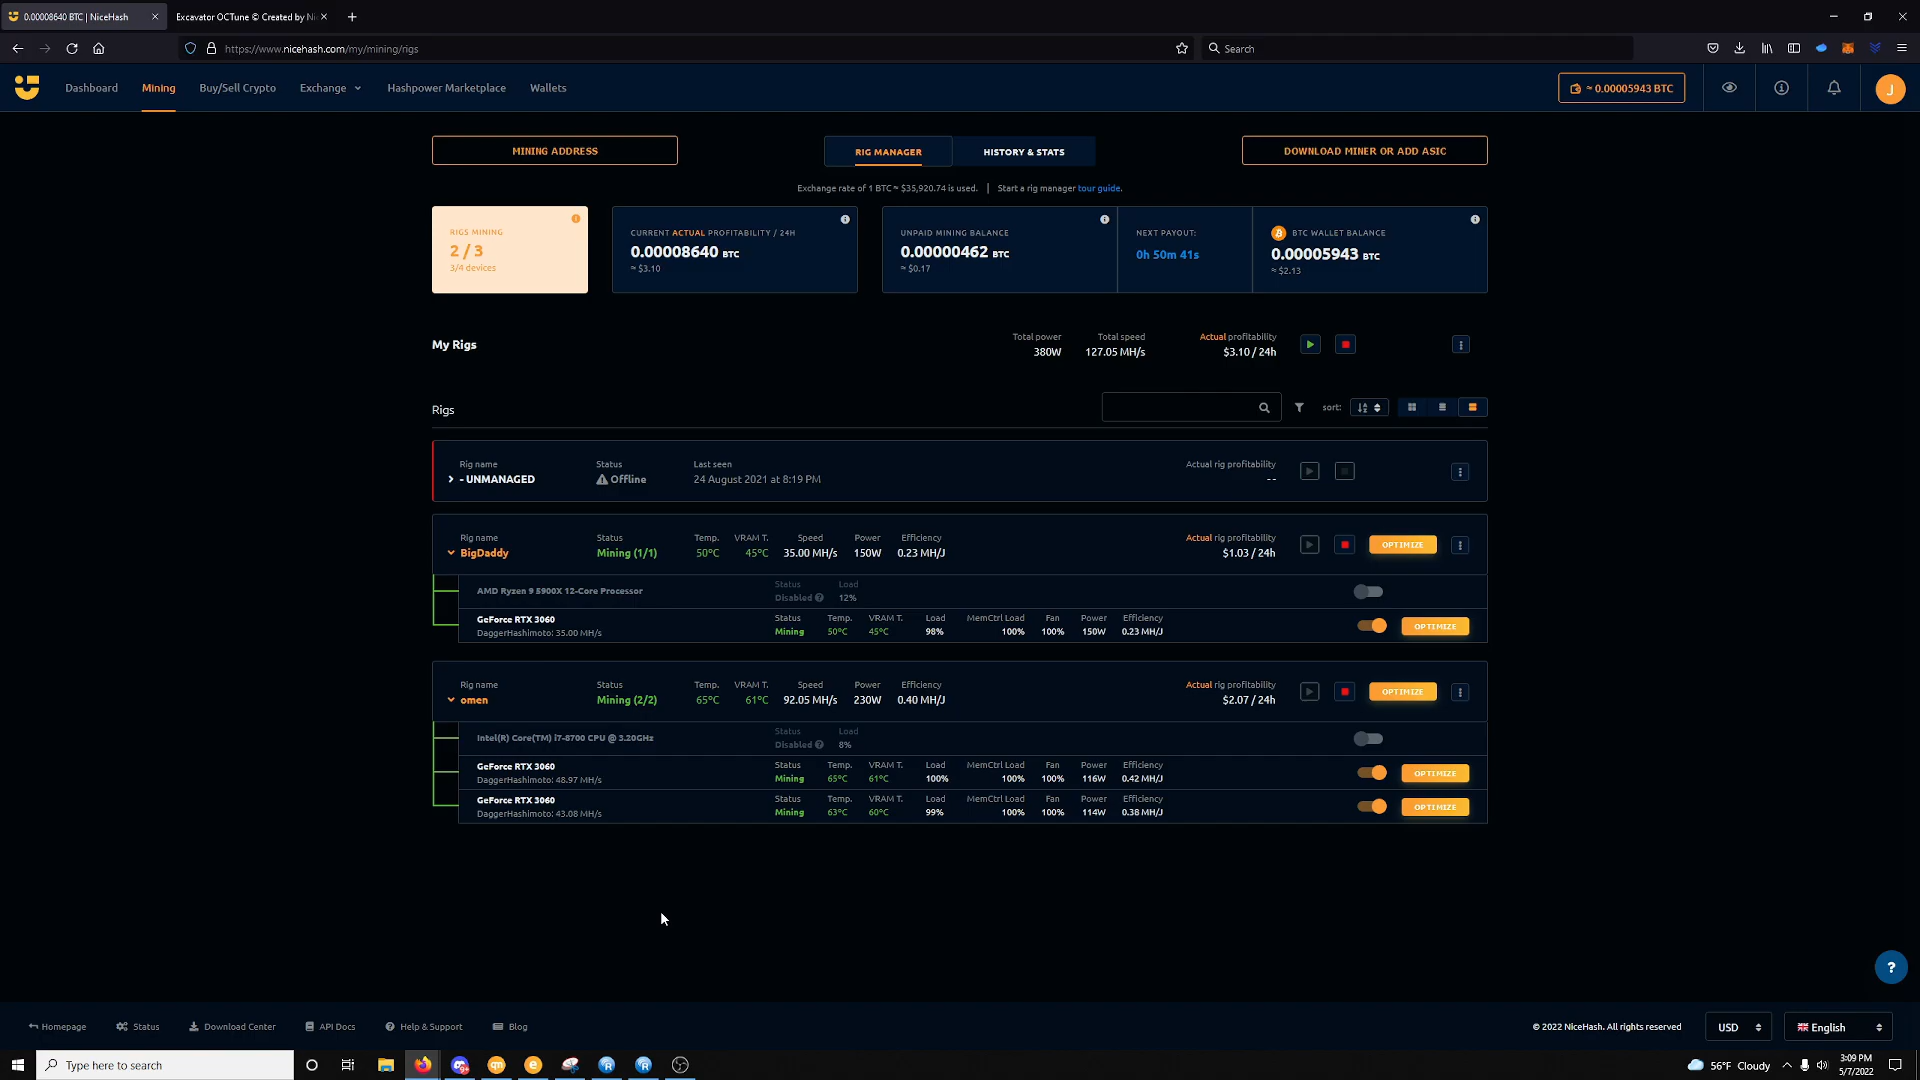 0.00008640 BTC | NiceHash
Excavator OCTune © Created by Ni
https://www.nicehash.com/my/mining/rigs
Search
Dashboard
Mining
Buy/Sell Crypto
Exchange
Hashpower Marketplace
Wallets
≈ 0.00005943 BTC
J
MINING ADDRESS
RIG MANAGER
HISTORY & STATS
DOWNLOAD MINER OR ADD ASIC
Exchange rate of 1 BTC ≈ $35,920.74 is used. | Start a rig manager tour guide.
RIGS MINING
2 / 3
3/4 devices
CURRENT ACTUAL PROFITABILITY / 24H
0.00008640 BTC
≈ $3.10
UNPAID MINING BALANCE
0.00000462 BTC
≈ $0.17
NEXT PAYOUT:
0h 50m 41s
BTC WALLET BALANCE
0.00005943 BTC
≈ $2.13
My Rigs
Total power
380W
Total speed
127.05 MH/s
Actual profitability
$3.10 / 24h
Rigs
sort:
Rig name
- UNMANAGED
Status
Offline
Last seen
24 August 2021 at 8:19 PM
Actual rig profitability
--
Rig name Status Temp. VRAM T. Speed Power Efficiency Actual rig profitability
BigDaddy Mining (1/1) 50°C 45°C 35.00 MH/s 150W 0.23 MH/J $1.03 / 24h
OPTIMIZE
AMD Ryzen 9 5900X 12-Core Processor
Status Load
Disabled 12%
GeForce RTX 3060 Status Temp. VRAM T. Load MemCtrl Load Fan Power Efficiency
DaggerHashimoto: 35.00 MH/s Mining 50°C 45°C 98% 100% 100% 150W 0.23 MH/J
OPTIMIZE
Rig name Status Temp. VRAM T. Speed Power Efficiency Actual rig profitability
omen Mining (2/2) 65°C 61°C 92.05 MH/s 230W 0.40 MH/J $2.07 / 24h
OPTIMIZE
Intel(R) Core(TM) i7-8700 CPU @ 3.20GHz
Status Load
Disabled 8%
GeForce RTX 3060 Status Temp. VRAM T. Load MemCtrl Load Fan Power Efficiency
DaggerHashimoto: 48.97 MH/s Mining 65°C 61°C 100% 100% 100% 116W 0.42 MH/J
OPTIMIZE
GeForce RTX 3060 Status Temp. VRAM T. Load MemCtrl Load Fan Power Efficiency
DaggerHashimoto: 43.08 MH/s Mining 63°C 60°C 99% 100% 100% 114W 0.38 MH/J
OPTIMIZE
?
Homepage
Status
Download Center
API Docs
Help & Support
Blog
© 2022 NiceHash. All rights reserved
USD
English
Type here to search
56°F Cloudy
3:09 PM
5/7/2022